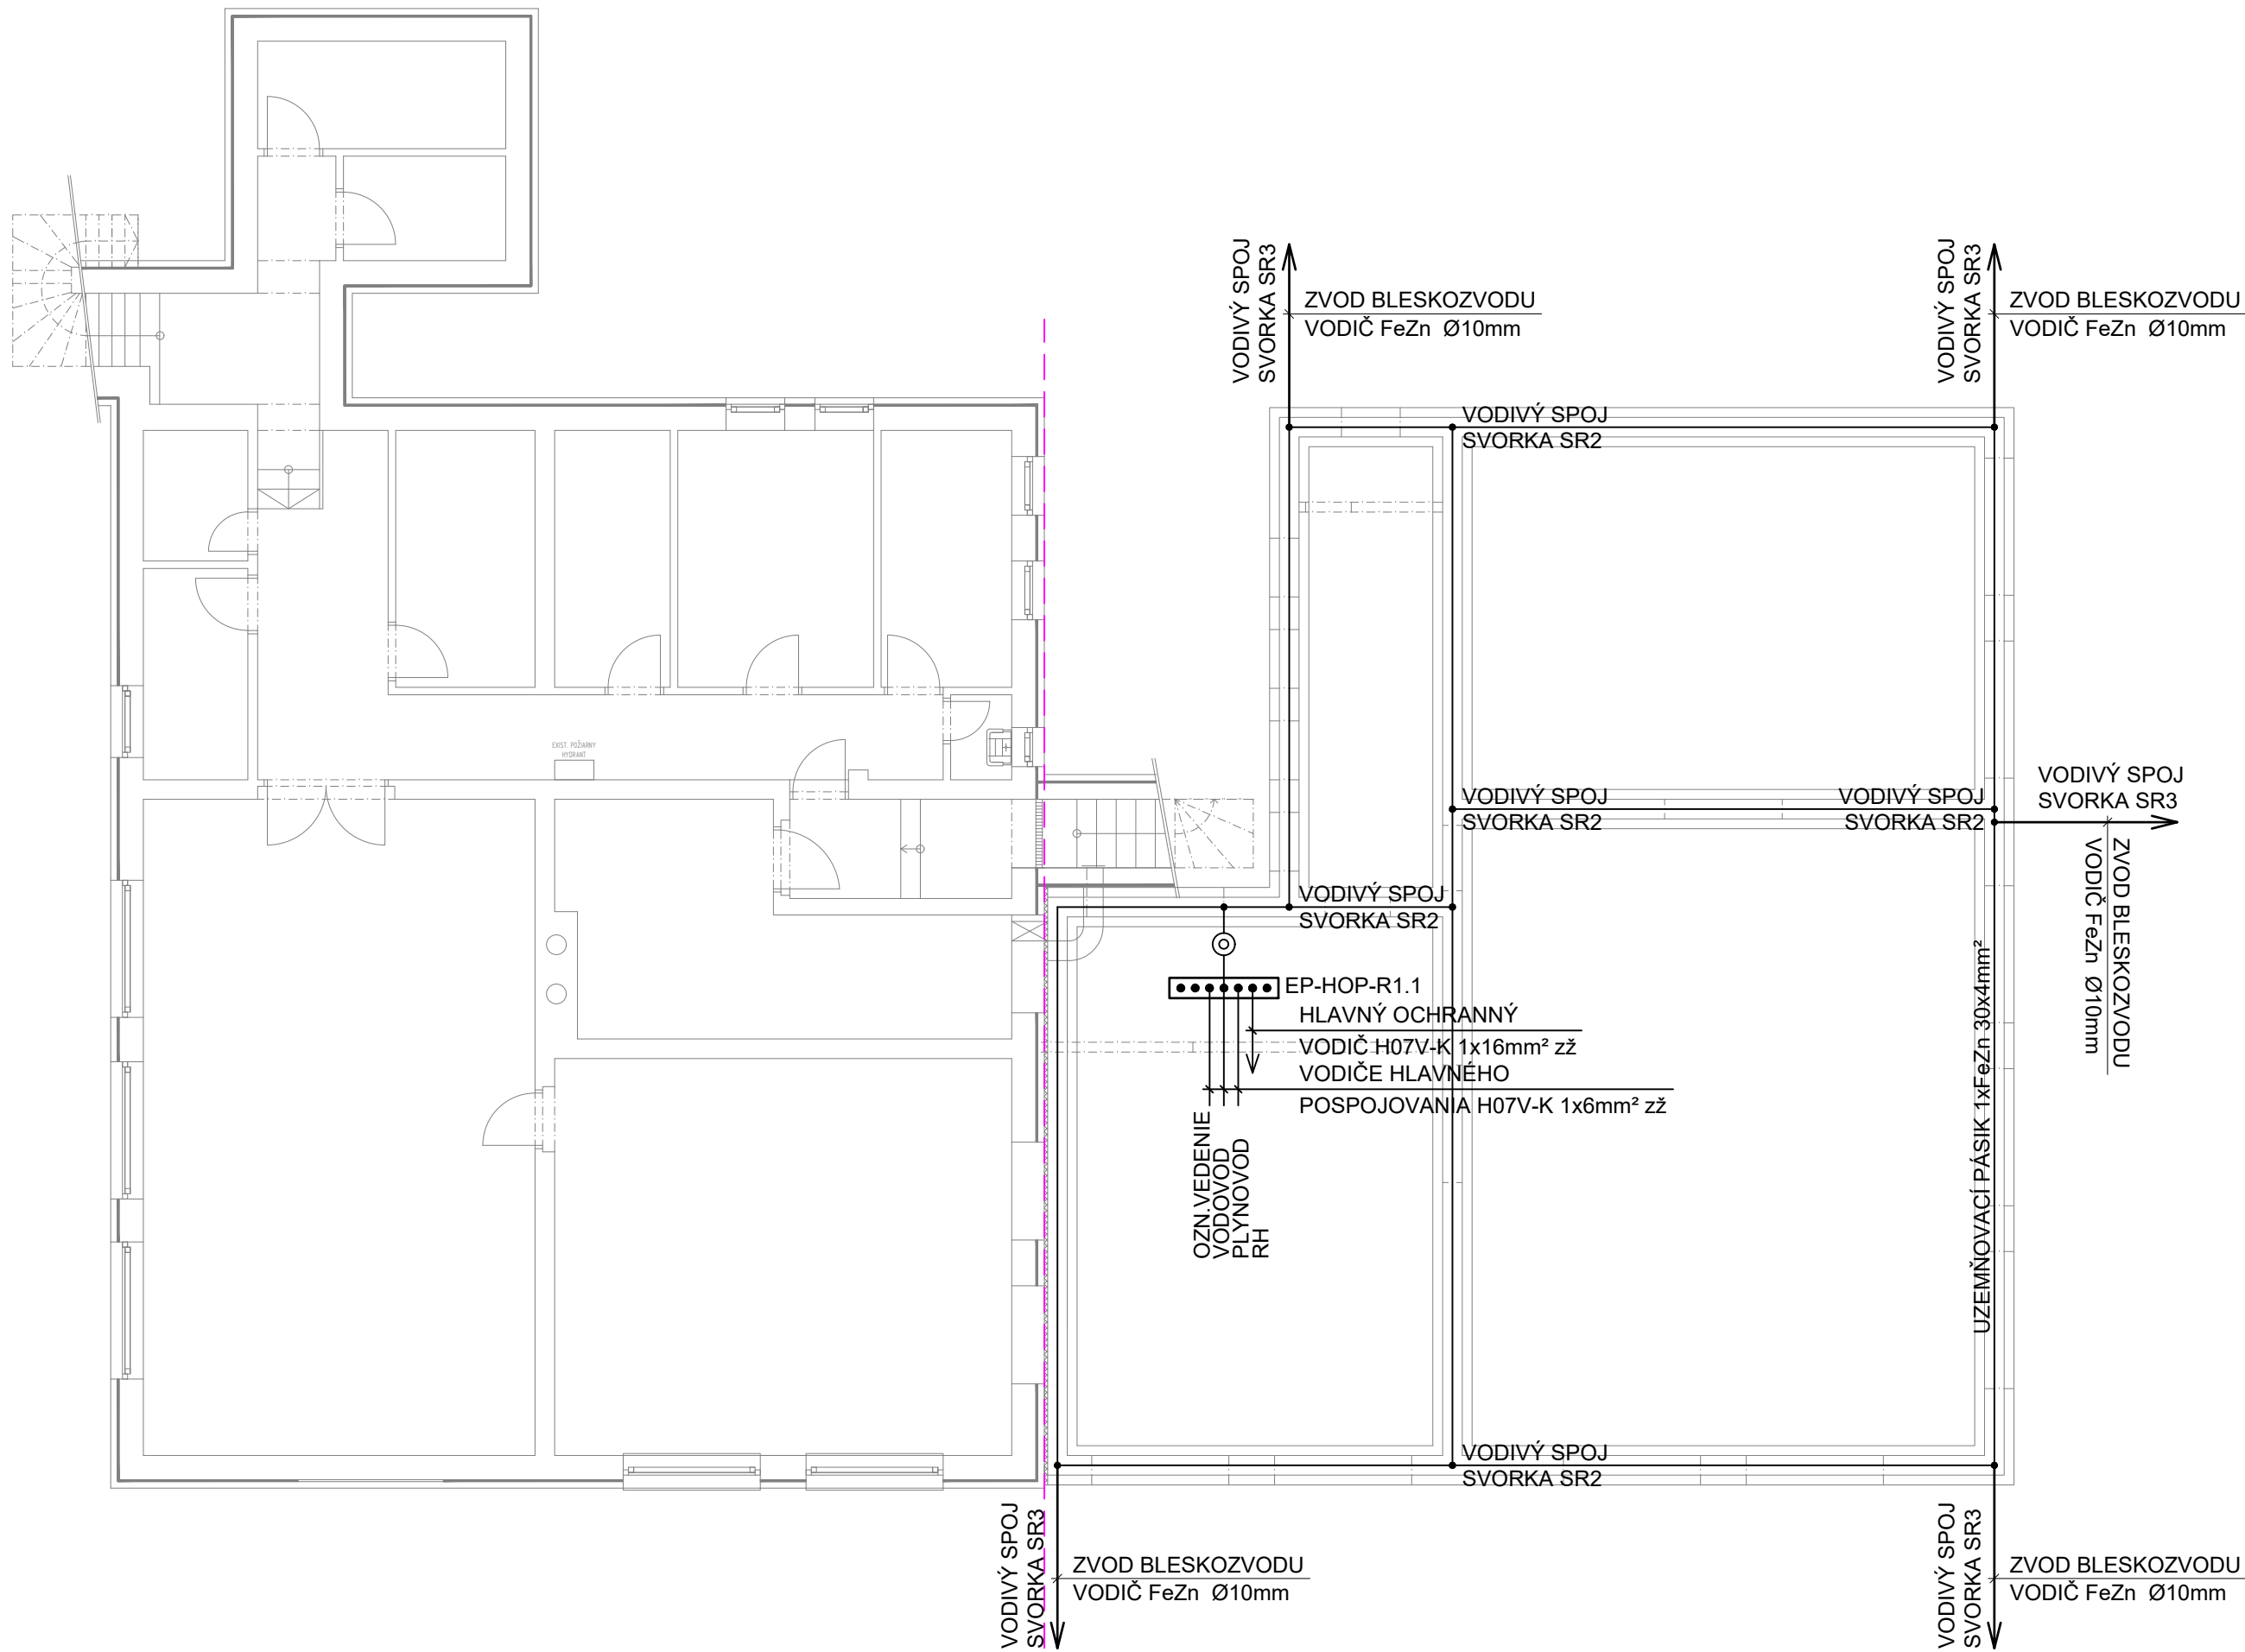 VODIVÝ SPOJ
SVORKA SR3
ZVOD BLESKOZVODU
VODIČ FeZn Ø10mm
VODIVÝ SPOJ
SVORKA SR3
ZVOD BLESKOZVODU
VODIČ FeZn Ø10mm
VODIVÝ SPOJ
SVORKA SR2
EXIST. POŽIARNY
HYDRANT
VODIVÝ SPOJ
SVORKA SR2
VODIVÝ SPOJ
SVORKA SR2
VODIVÝ SPOJ
SVORKA SR3
ZVOD BLESKOZVODU
VODIČ FeZn Ø10mm
VODIVÝ SPOJ
SVORKA SR2
EP-HOP-R1.1
HLAVNÝ OCHRANNÝ
VODIČ H07V-K 1x16mm² zž
VODIČE HLAVNÉHO
POSPOJOVANIA H07V-K 1x6mm² zž
OZN.VEDENIE
VODOVOD
PLYNOVOD
RH
UZEMŇOVACÍ PÁSIK 1xFeZn 30x4mm²
VODIVÝ SPOJ
SVORKA SR2
VODIVÝ SPOJ
SVORKA SR3
ZVOD BLESKOZVODU
VODIČ FeZn Ø10mm
VODIVÝ SPOJ
SVORKA SR3
ZVOD BLESKOZVODU
VODIČ FeZn Ø10mm